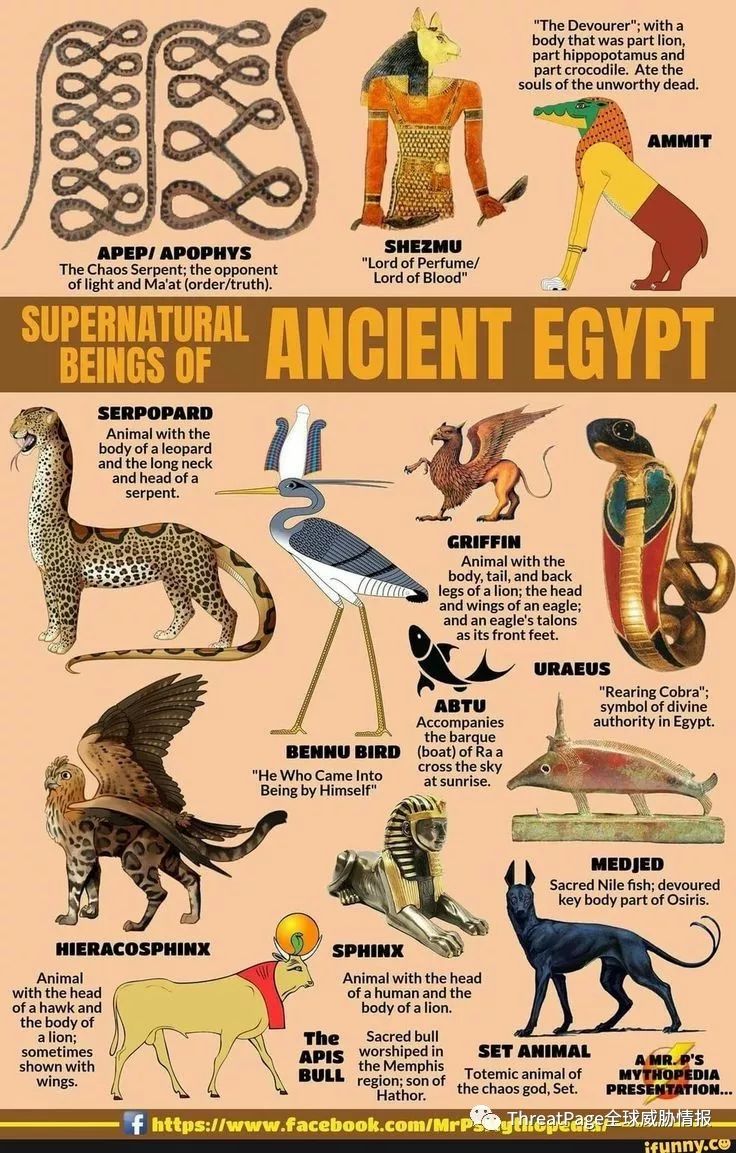 "The Devourer"; with a
body that was part lion,
part hippopotamus and
part crocodile. Ate the
souls of the unworthy dead.
AMMIT
APEP/ APOPHYS
The Chaos Serpent; the opponent
of light and Ma'at (order/truth).
SHEZMU
"Lord of Perfume/
Lord of Blood"
SUPERNATURAL
BEINGS OF
ANCIENT EGYPT
SERPOPARD
Animal with the
body of a leopard
and the long neck
and head of a
serpent.
GRIFFIN
Animal with the
body, tail, and back
legs of a lion; the head
and wings of an eagle;
and an eagle's talons
as its front feet.
URAEUS
"Rearing Cobra";
symbol of divine
authority in Egypt.
ABTU
Accompanies
the barque
(boat) of Ra a
cross the sky
at sunrise.
BENNU BIRD
"He Who Came Into
Being by Himself"
MEDJED
Sacred Nile fish; devoured
key body part of Osiris.
HIERACOSPHINX
Animal
with the head
of a hawk and
the body of
a lion;
sometimes
shown with
wings.
SPHINX
Animal with the head
of a human and the
body of a lion.
The
APIS
BULL
Sacred bull
worshiped in
the Memphis
region; son of
Hathor.
SET ANIMAL
Totemic animal of
the chaos god, Set.
A MR. P'S
MYTHOPEDIA
PRESENTATION...
f https://www.facebook.com/MrPsMythopedia/
ThreatPage全球威胁情报
ifunny.co